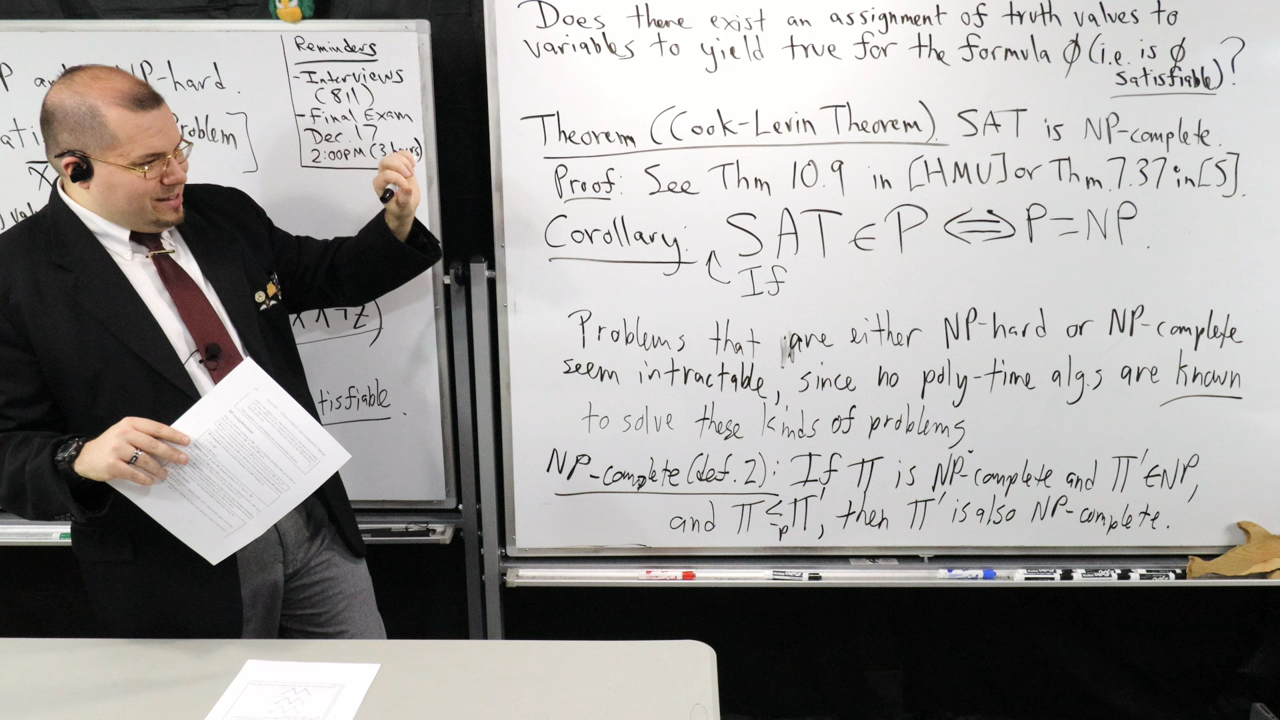 P an NP-hard.
Problem]
Reminders
-Interviews
(811)
-Final Exam
Dec. 17
2:00PM (3 hours)
tisfiable.
Does there exist an assignment of truth values to
variables to yield true for the formula ϕ (i.e. is ϕ
satisfiable)?
Theorem (Cook-Levin Theorem). SAT is NP-complete.
Proof: See Thm 10.9 in [HMU] or Thm 7.37 in [S].
Corollary: SAT ∈ P ⟺ P=NP.
If
Problems that are either NP-hard or NP-complete
seem intractable, since no poly-time algs are known
to solve these kinds of problems
NP-complete (def. 2): If Π is NP-complete and Π' ∈ NP,
and Π ≤p Π', then Π' is also NP-complete.